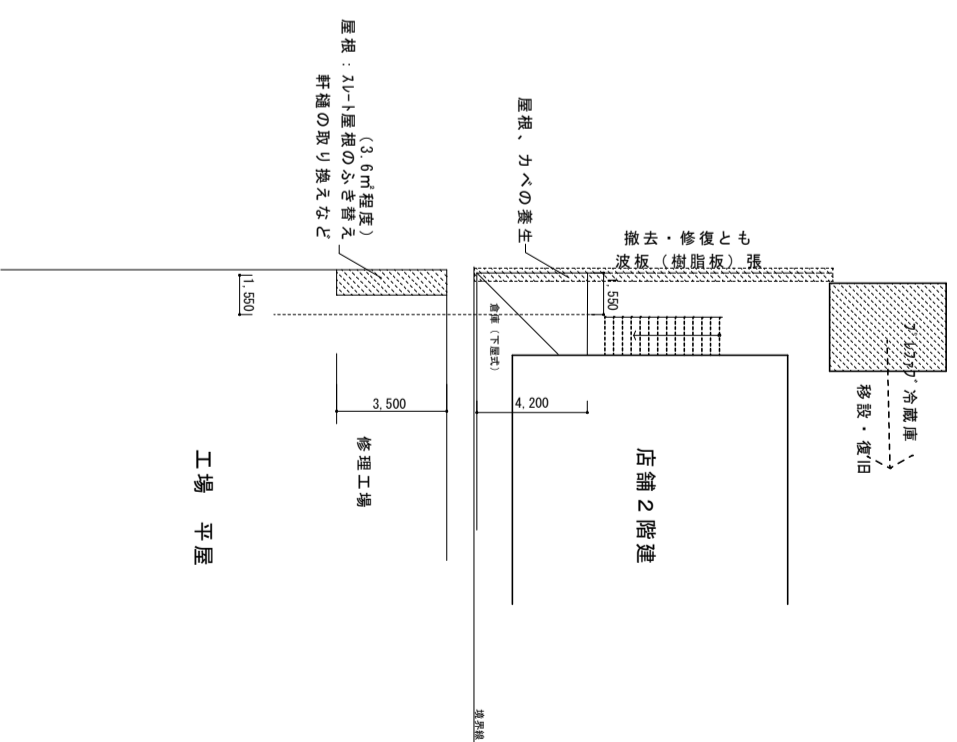 (3.6㎡程度)
屋根：スレート屋根のふき替え
軒樋の取り換えなど
屋根、カベの養生
撤去・修復とも
波板（樹脂板）張
1,550
1,550
倉庫（下屋式）
プレファブ冷蔵庫
移設・復旧
3,500
4,200
修理工場
工場　平屋
店舗２階建
境界線